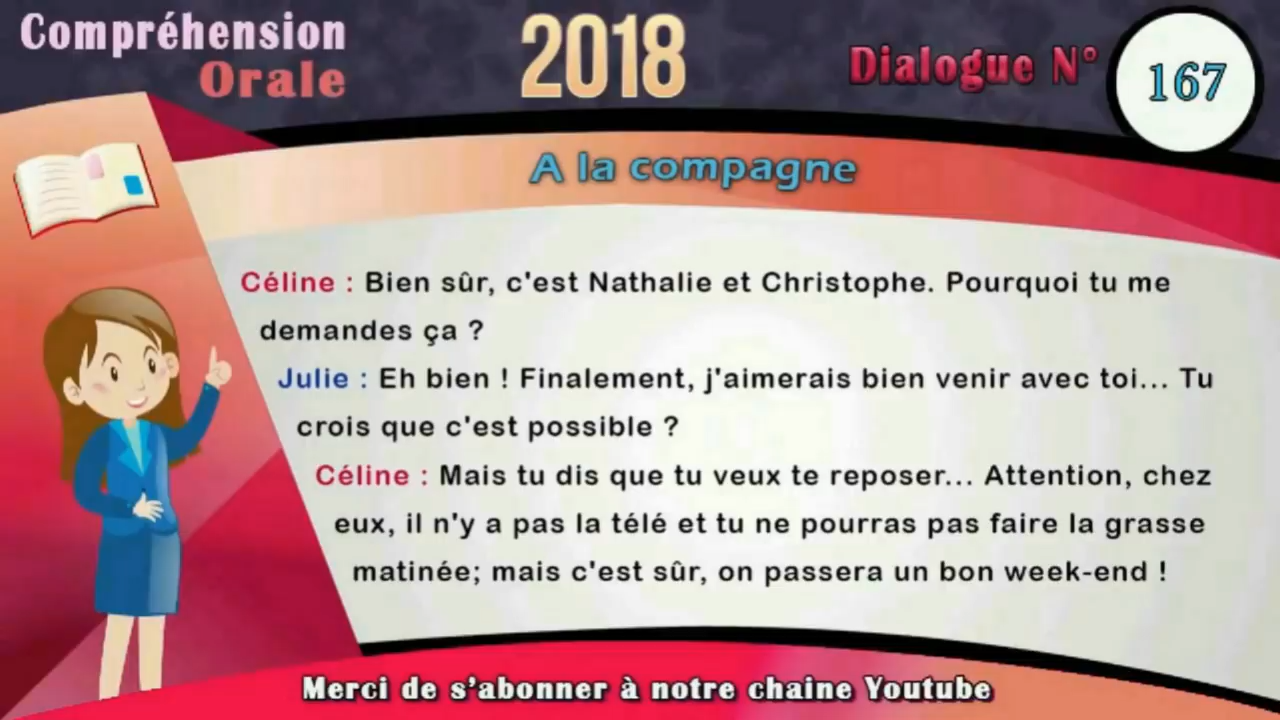 Compréhension
Orale
2018
Dialogue N°
167
A la compagne
Céline : Bien sûr, c'est Nathalie et Christophe. Pourquoi tu me
demandes ça ?
Julie : Eh bien ! Finalement, j'aimerais bien venir avec toi... Tu
crois que c'est possible ?
Céline : Mais tu dis que tu veux te reposer... Attention, chez
eux, il n'y a pas la télé et tu ne pourras pas faire la grasse
matinée; mais c'est sûr, on passera un bon week-end !
Merci de s'abonner à notre chaine Youtube